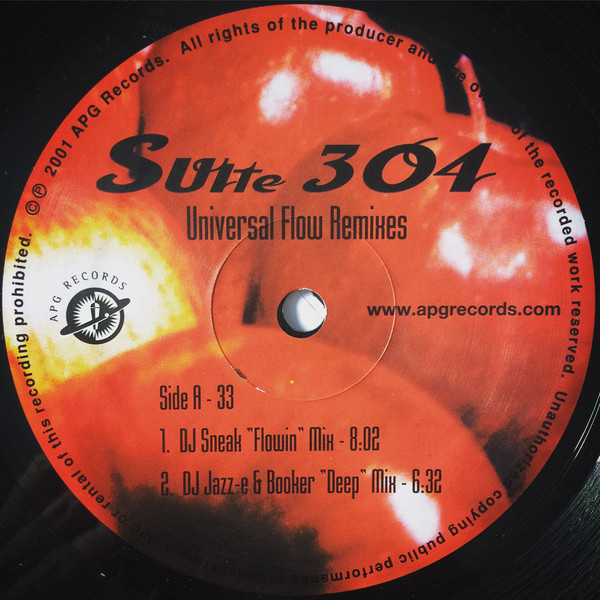 Suite 304
Universal Flow Remixes
APG RECORDS
www.apgrecords.com
Side A - 33
1. DJ Sneak "Flowin" Mix - 8:02
2. DJ Jazz-e & Booker "Deep" Mix - 6:32
© ℗ 2001 APG Records. All rights of the producer and of the recorded work reserved. Unauthorized copying public performance or rental of this recording prohibited.